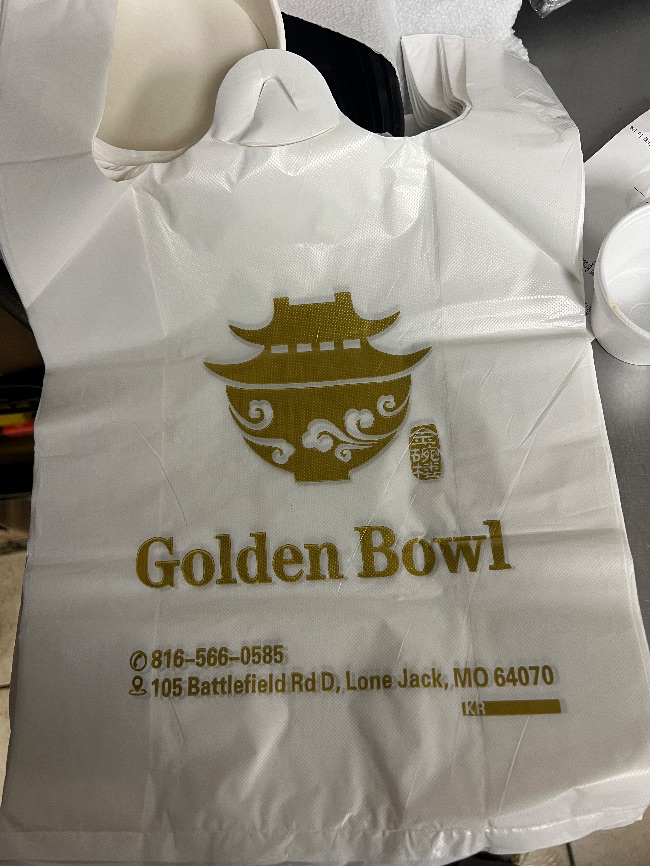 金
碗
楼
Golden Bowl
816-566-0585
105 Battlefield Rd D, Lone Jack, MO 64070
KR